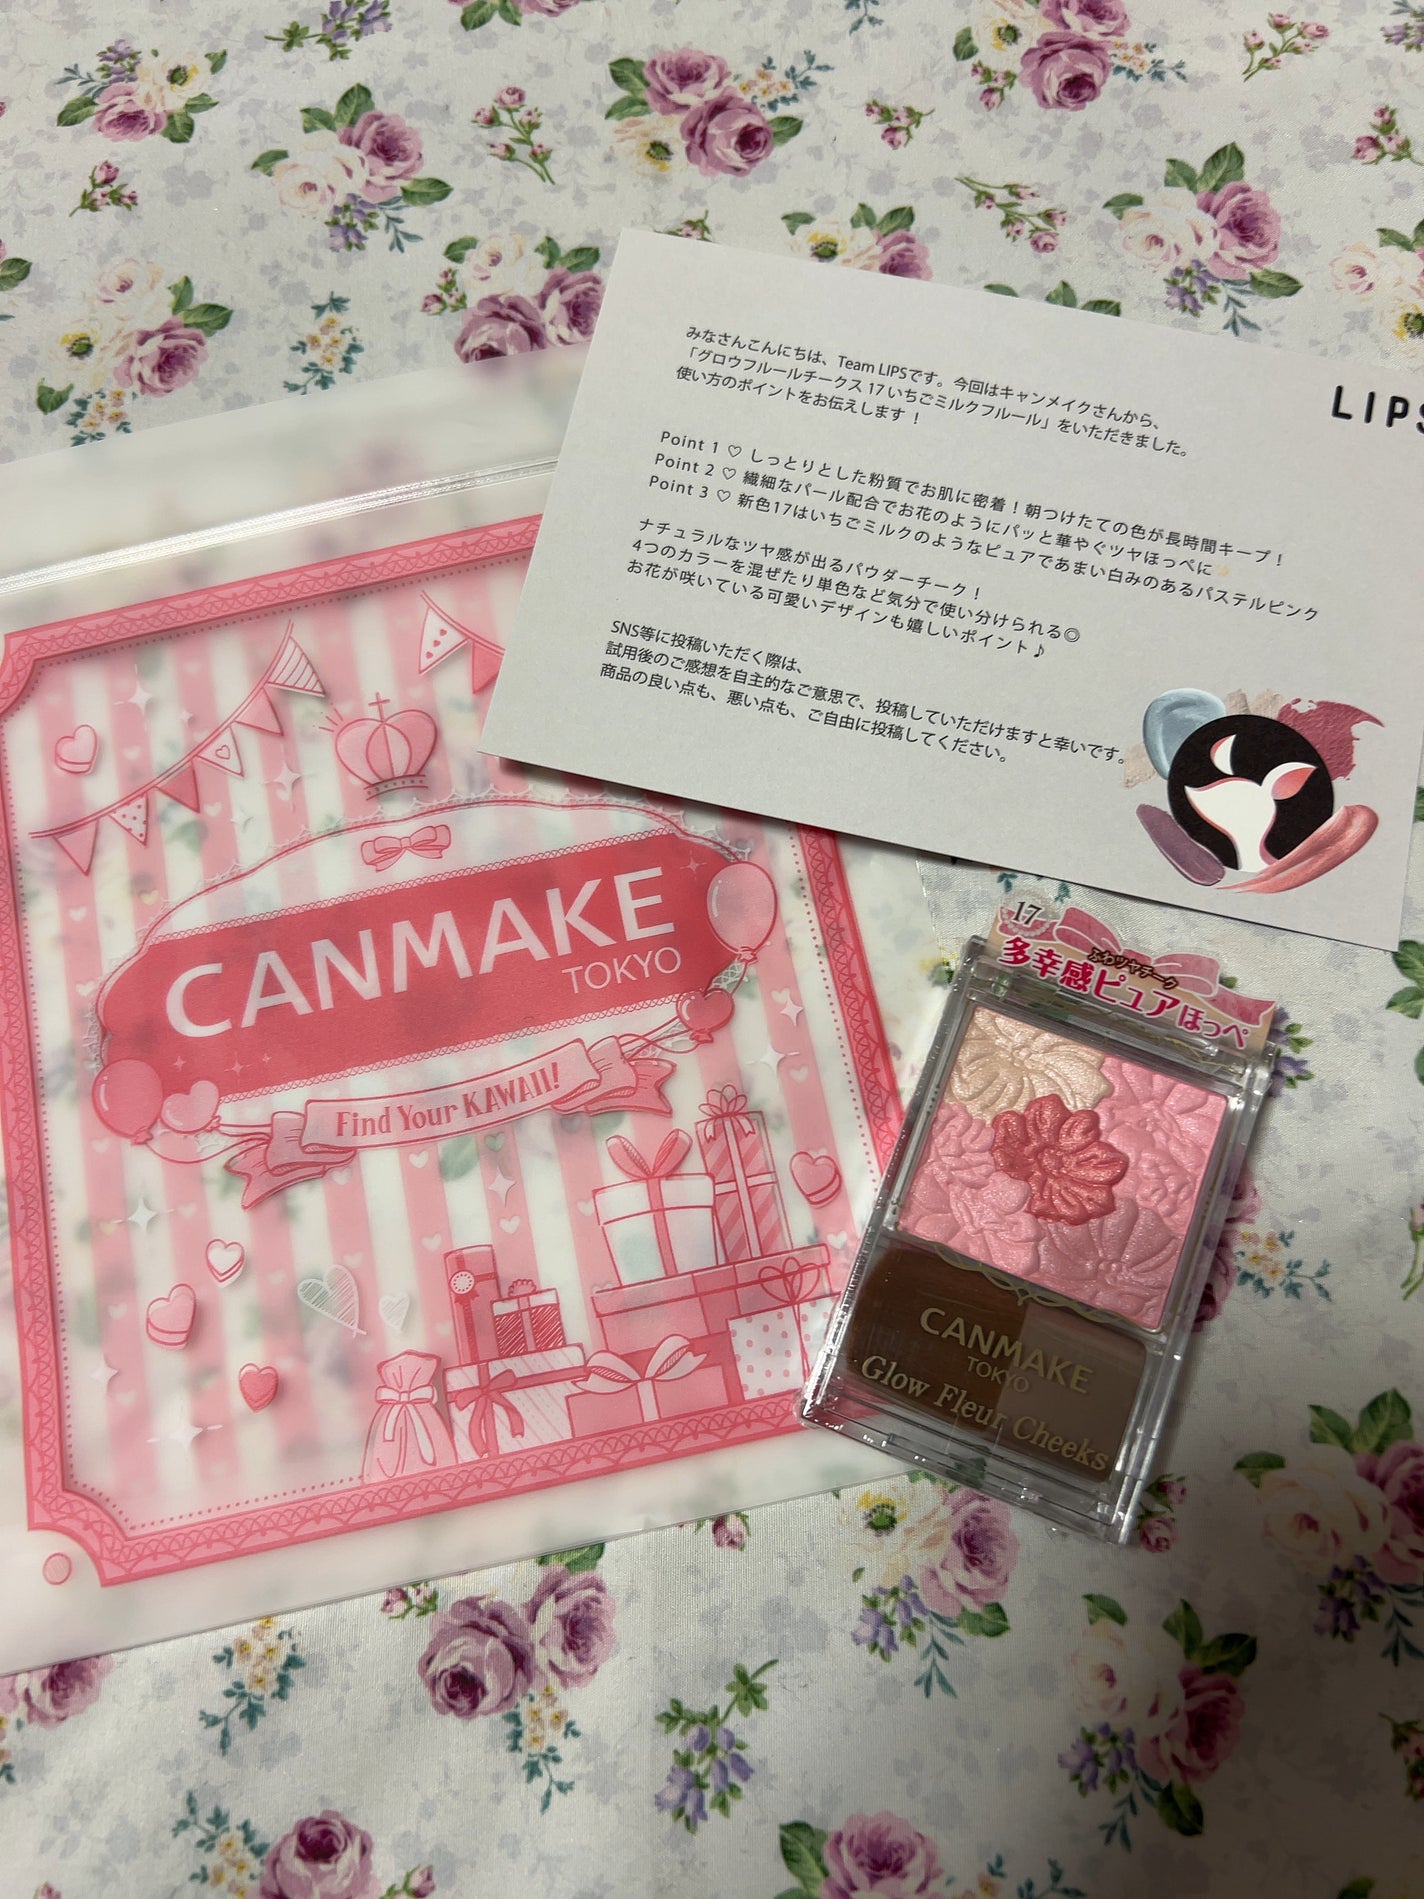 みなさんこんにちは、Team LIPSです。今回はキャンメイクさんから、
「グロウフルールチークス 17 いちごミルクフルール」をいただきました。
使い方のポイントをお伝えします！
Point 1 ♡ しっとりとした粉質でお肌に密着！朝つけたての色が長時間キープ！
Point 2 ♡ 繊細なパール配合でお花のようにパッと華やぐツヤほっぺに✨
Point 3 ♡ 新色17はいちごミルクのようなピュアであまい白みのあるパステルピンク
ナチュラルなツヤ感が出るパウダーチーク！
4つのカラーを混ぜたり単色など気分で使い分けられる◎
お花が咲いている可愛いデザインも嬉しいポイント♪
SNS等に投稿いただく際は、
試用後のご感想を自主的なご意思で、投稿していただけますと幸いです。
商品の良い点も、悪い点も、ご自由に投稿してください。
LIPS
CANMAKE
TOKYO
Find Your KAWAII!
17
ふわツヤチーク
多幸感ピュアほっぺ
CANMAKE
TOKYO
Glow Fleur Cheeks